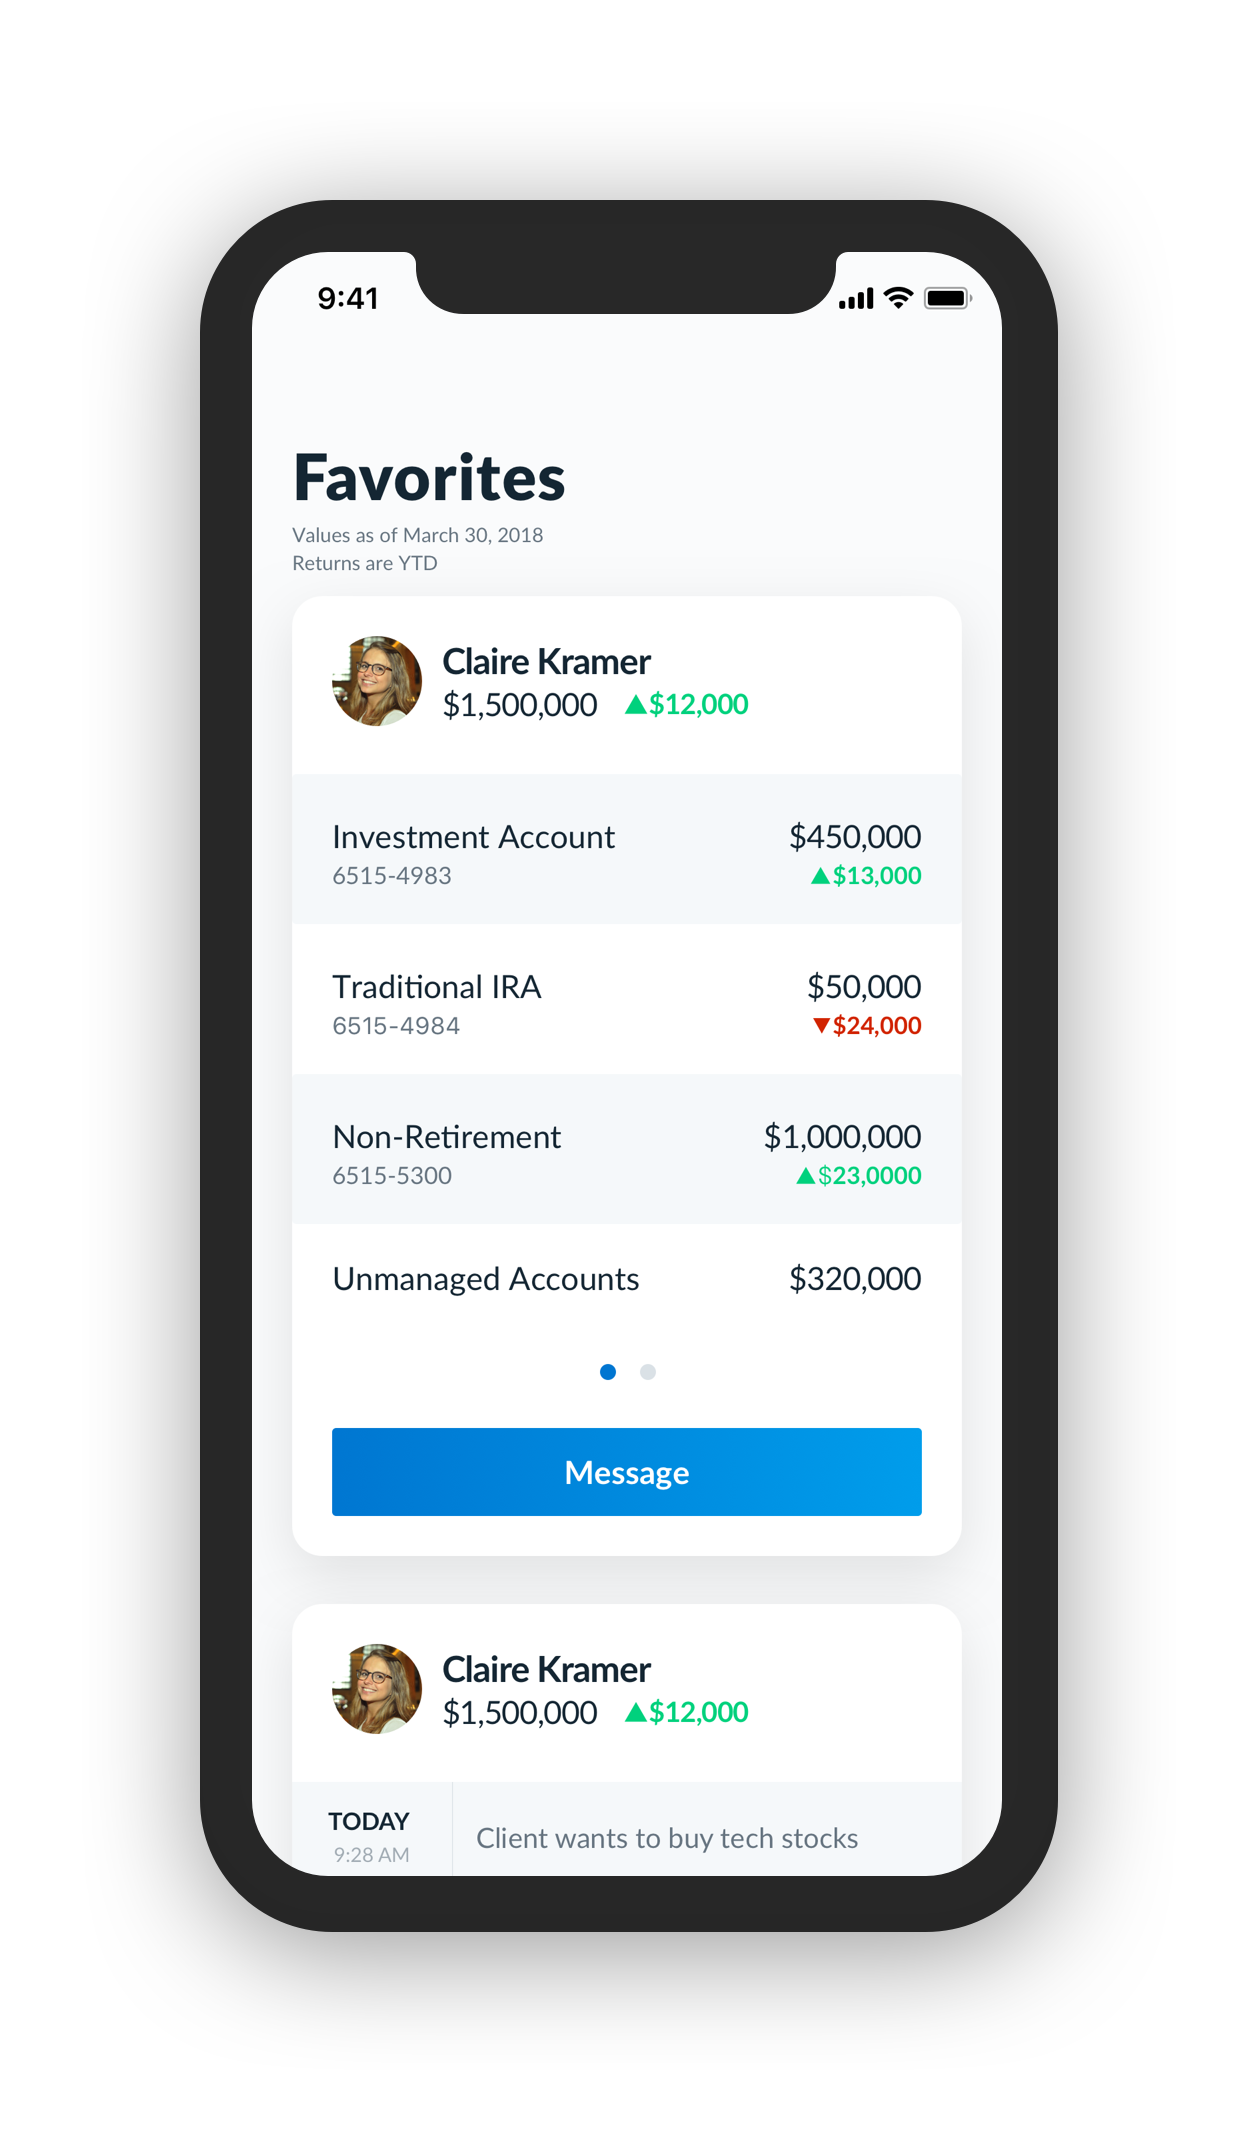 9:41
Favorites
Values as of March 30, 2018
Returns are YTD
Claire Kramer
$1,500,000 ▲$12,000
Investment Account $450,000
6515-4983 ▲$13,000
Traditional IRA $50,000
6515-4984 ▼$24,000
Non-Retirement $1,000,000
6515-5300 ▲$23,0000
Unmanaged Accounts $320,000
Message
Claire Kramer
$1,500,000 ▲$12,000
TODAY
Client wants to buy tech stocks
9:28 AM